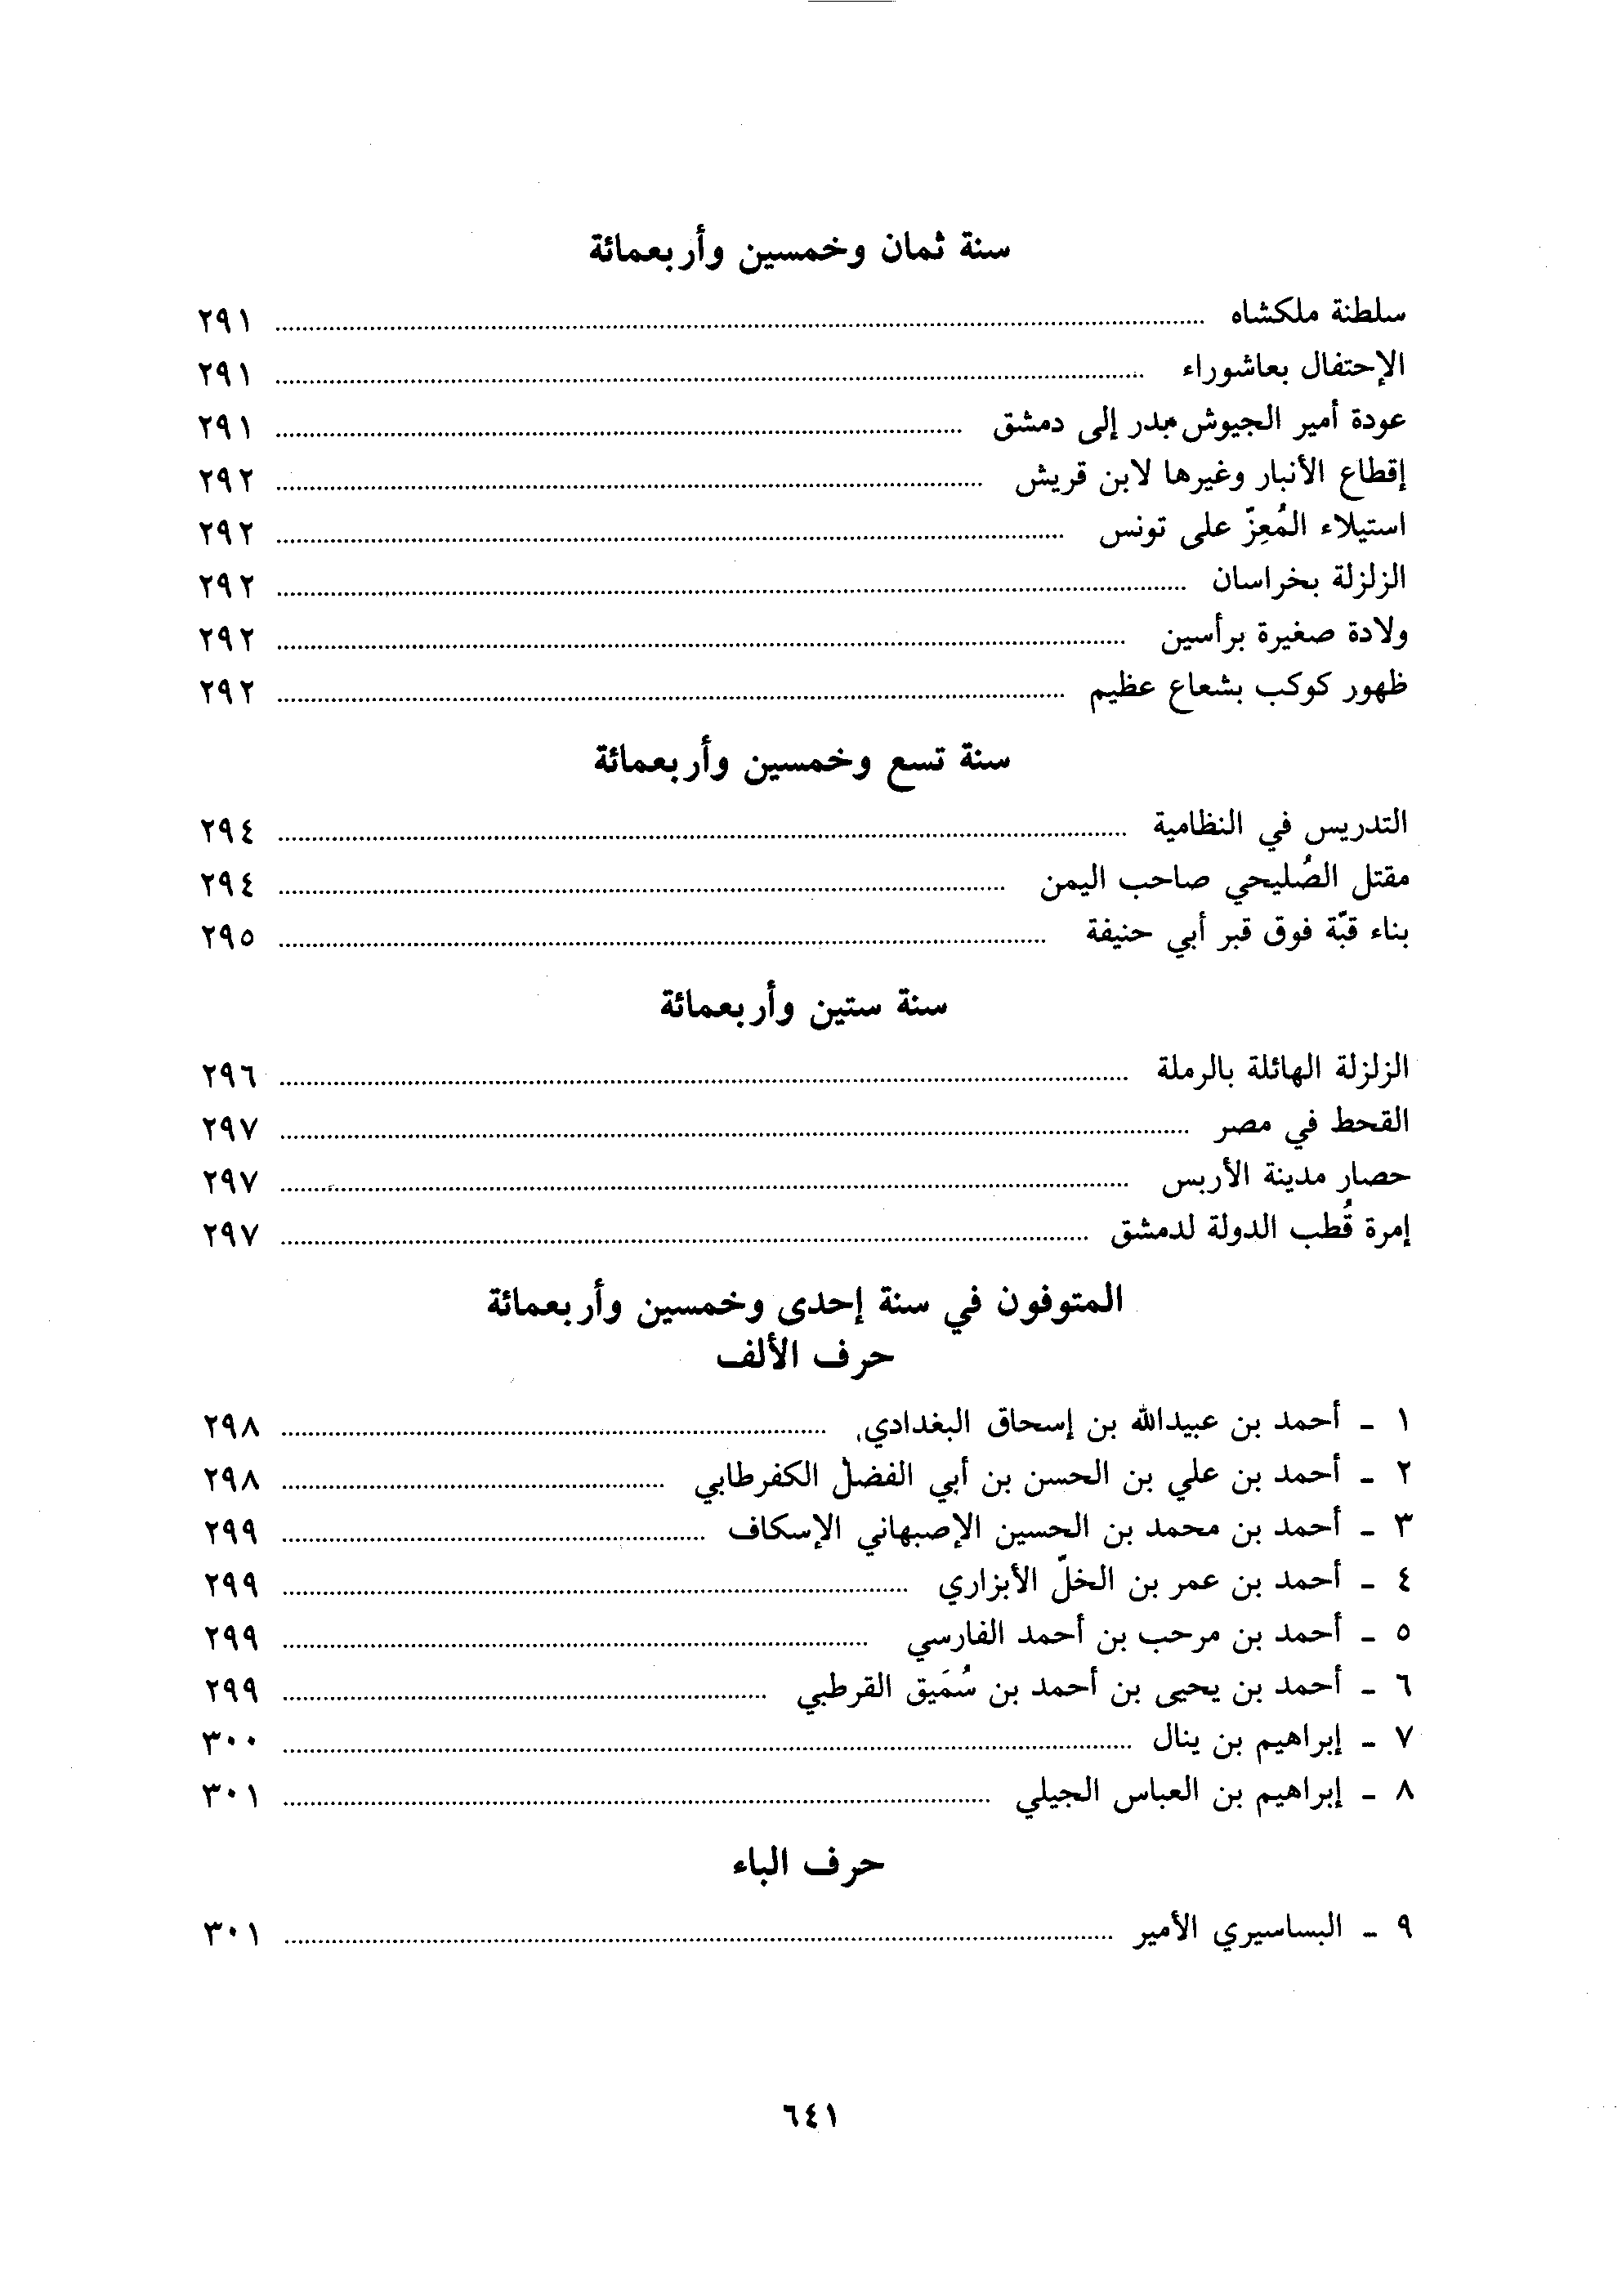 سنة ثمان وخمسين وأربعمائة
سلطنة ملكشاه ........ ٢٩١
الإحتفال بعاشوراء ........ ٢٩١
عودة أمير الجيوش بدر إلى دمشق ........ ٢٩١
إقطاع الأنبار وغيرها لابن قريش ........ ٢٩٢
استيلاء المُعِزّ على تونس ........ ٢٩٢
الزلزلة بخراسان ........ ٢٩٢
ولادة صغيرة برأسين ........ ٢٩٢
ظهور كوكب بشعاع عظيم ........ ٢٩٢
سنة تسع وخمسين وأربعمائة
التدريس في النظامية ........ ٢٩٤
مقتل الصُليحي صاحب اليمن ........ ٢٩٤
بناء قبّة فوق قبر أبي حنيفة ........ ٢٩٥
سنة ستين وأربعمائة
الزلزلة الهائلة بالرملة ........ ٢٩٦
القحط في مصر ........ ٢٩٧
حصار مدينة الأربس ........ ٢٩٧
إمرة قُطب الدولة لدمشق ........ ٢٩٧
المتوفون في سنة إحدى وخمسين وأربعمائة
حرف الألف
١ - أحمد بن عبيدالله بن إسحاق البغدادي ........ ٢٩٨
٢ - أحمد بن علي بن الحسن بن أبي الفضل الكفرطابي ........ ٢٩٨
٣ - أحمد بن محمد بن الحسين الإصبهاني الإسكاف ........ ٢٩٩
٤ - أحمد بن عمر بن الخلّ الأبزاري ........ ٢٩٩
٥ - أحمد بن مرحب بن أحمد الفارسي ........ ٢٩٩
٦ - أحمد بن يحيى بن أحمد بن سُمَيق القرطبي ........ ٢٩٩
٧ - إبراهيم بن ينال ........ ٣٠٠
٨ - إبراهيم بن العباس الجيلي ........ ٣٠١
حرف الباء
٩ - البساسيري الأمير ........ ٣٠١
٦٤١